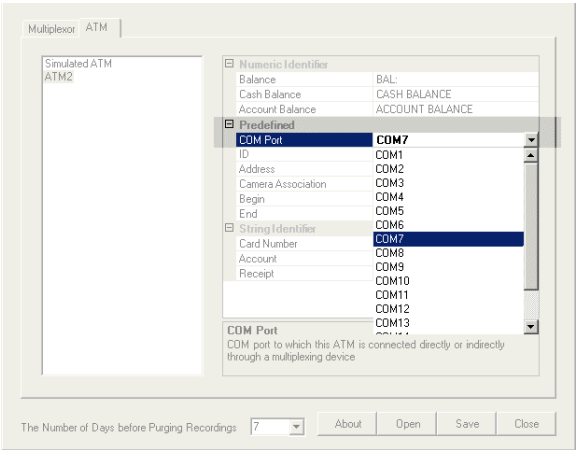 Multiplexor ATM
Simulated ATM
ATM2
Numeric Identifier
Balance BAL:
Cash Balance CASH BALANCE
Account Balance ACCOUNT BALANCE
Predefined
COM Port COM7
ID COM1
Address COM2
Camera Association COM3
Begin COM4
End COM5
COM6
String Identifier COM7
Card Number COM8
Account COM9
Receipt COM10
COM11
COM12
COM13
COM Port
COM port to which this ATM is connected directly or indirectly
through a multiplexing device
The Number of Days before Purging Recordings 7 About Open Save Close